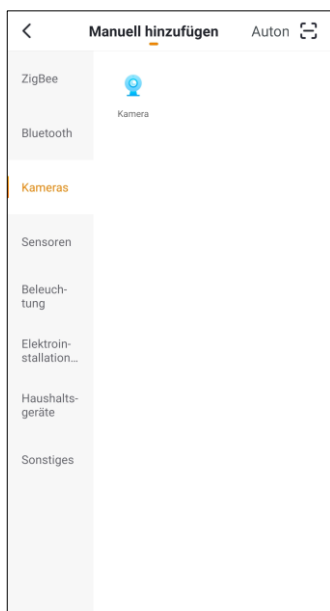 Manuell hinzufügen Auton
ZigBee
Kamera
Bluetooth
Kameras
Sensoren
Beleuch-
tung
Elektroin-
stallation...
Haushalts-
geräte
Sonstiges